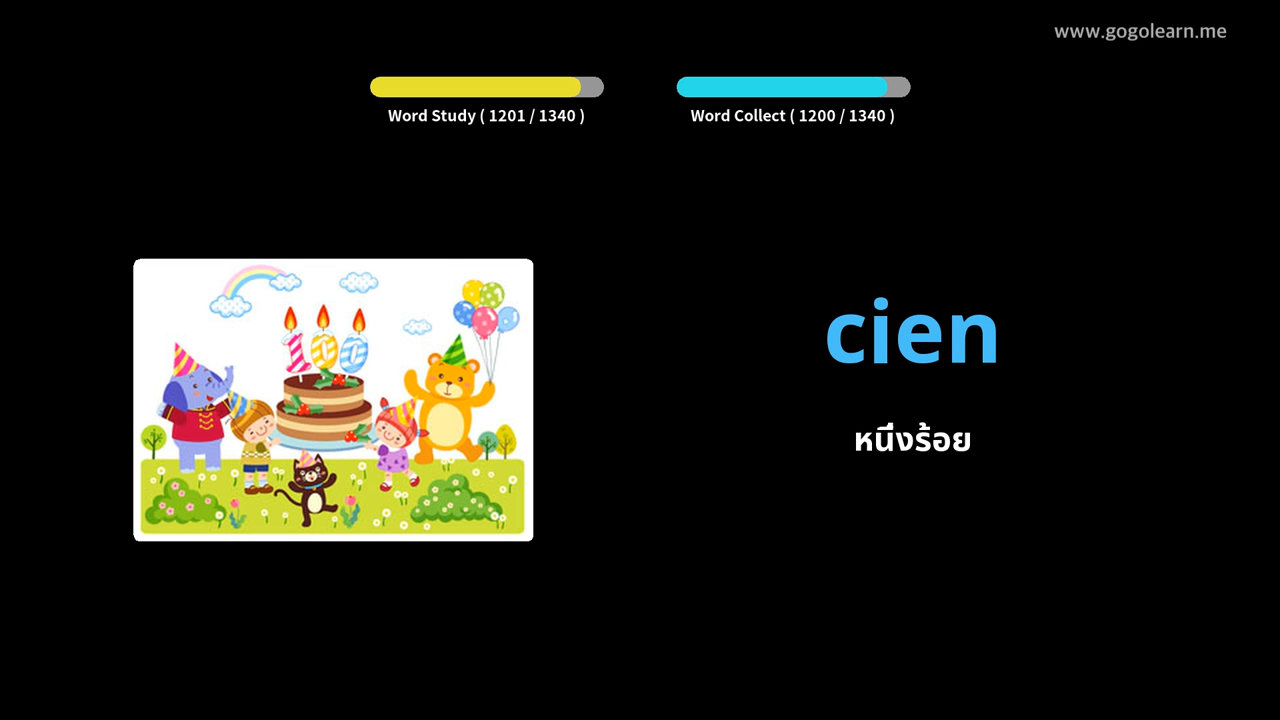 www.gogolearn.me
Word Study ( 1201 / 1340 )
Word Collect ( 1200 / 1340 )
100
cien
หนึ่งร้อย